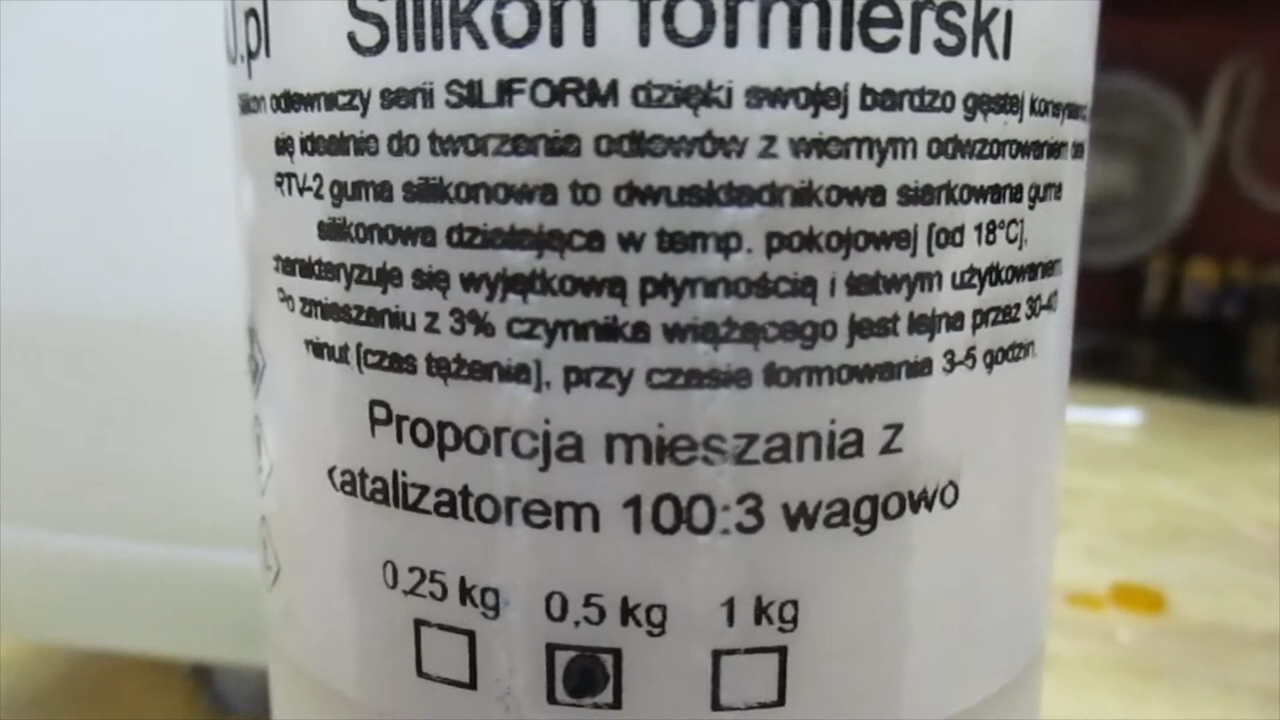 .pl
Silikon formierski
odlewniczy serii SILIFORM dzięki swojej bardzo gęstej
się idealnie do tworzenia odlewów z wiernym odwzorowaniem
RTV-2 guma silikonowa to dwuskładnikowa siarkowana guma
silikonowa działająca w temp. pokojowej [od 18°C],
charakteryzuje się wyjątkową płynnością i łatwym użytkowaniem
Po zmieszaniu z 3% czynnika wiążącego jest lejna przez 30-40
minut [czas tężenia], przy czasie formowania 3-5 godzin.
Proporcja mieszania z
katalizatorem 100:3 wagowo
0,25 kg 0,5 kg 1 kg